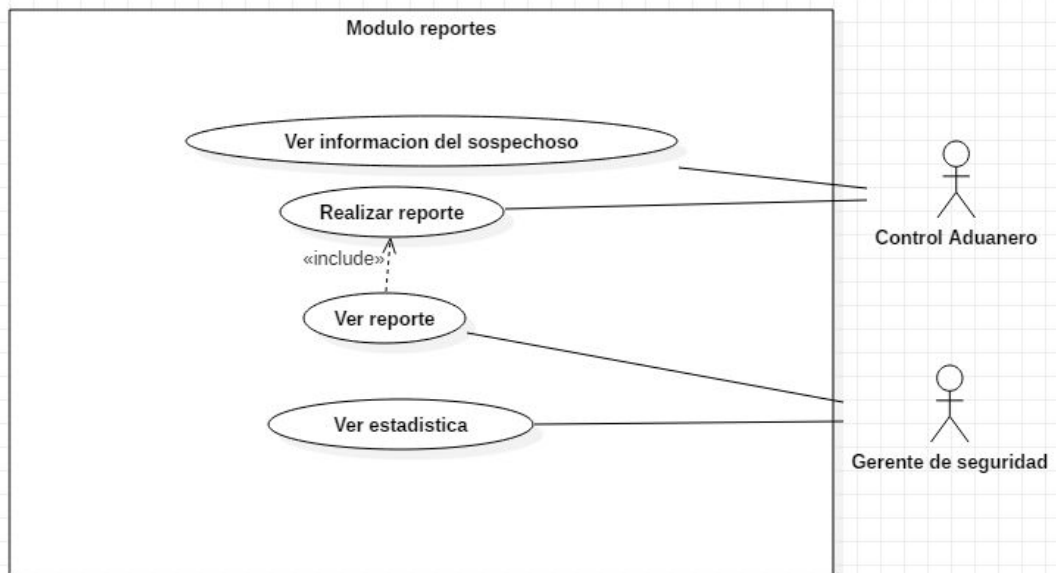 Modulo reportes
Ver informacion del sospechoso
Realizar reporte
«include»
Ver reporte
Ver estadistica
Control Aduanero
Gerente de seguridad